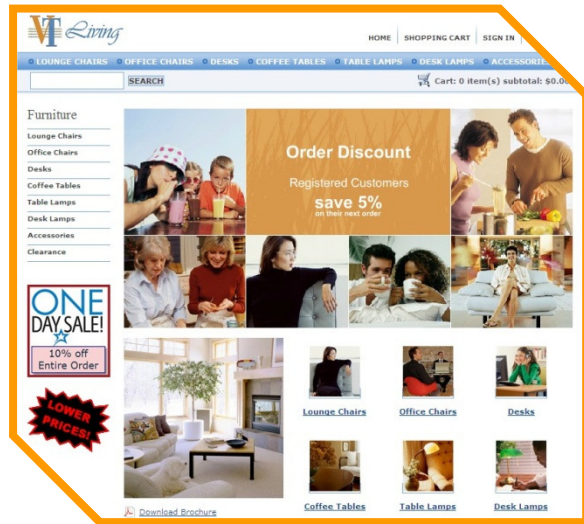 VT Living
HOME SHOPPING CART SIGN IN
LOUNGE CHAIRS OFFICE CHAIRS DESKS COFFEE TABLES TABLE LAMPS DESK LAMPS ACCESSORIES
SEARCH
Cart: 0 item(s) subtotal: $0.00
Furniture
Lounge Chairs
Office Chairs
Desks
Coffee Tables
Table Lamps
Desk Lamps
Accessories
Clearance
Order Discount
Registered Customers
save 5%
on their next order
ONE
DAY SALE!
10% off
Entire Order
LOWER
PRICES!
Lounge Chairs Office Chairs Desks
Coffee Tables Table Lamps Desk Lamps
Download Brochure